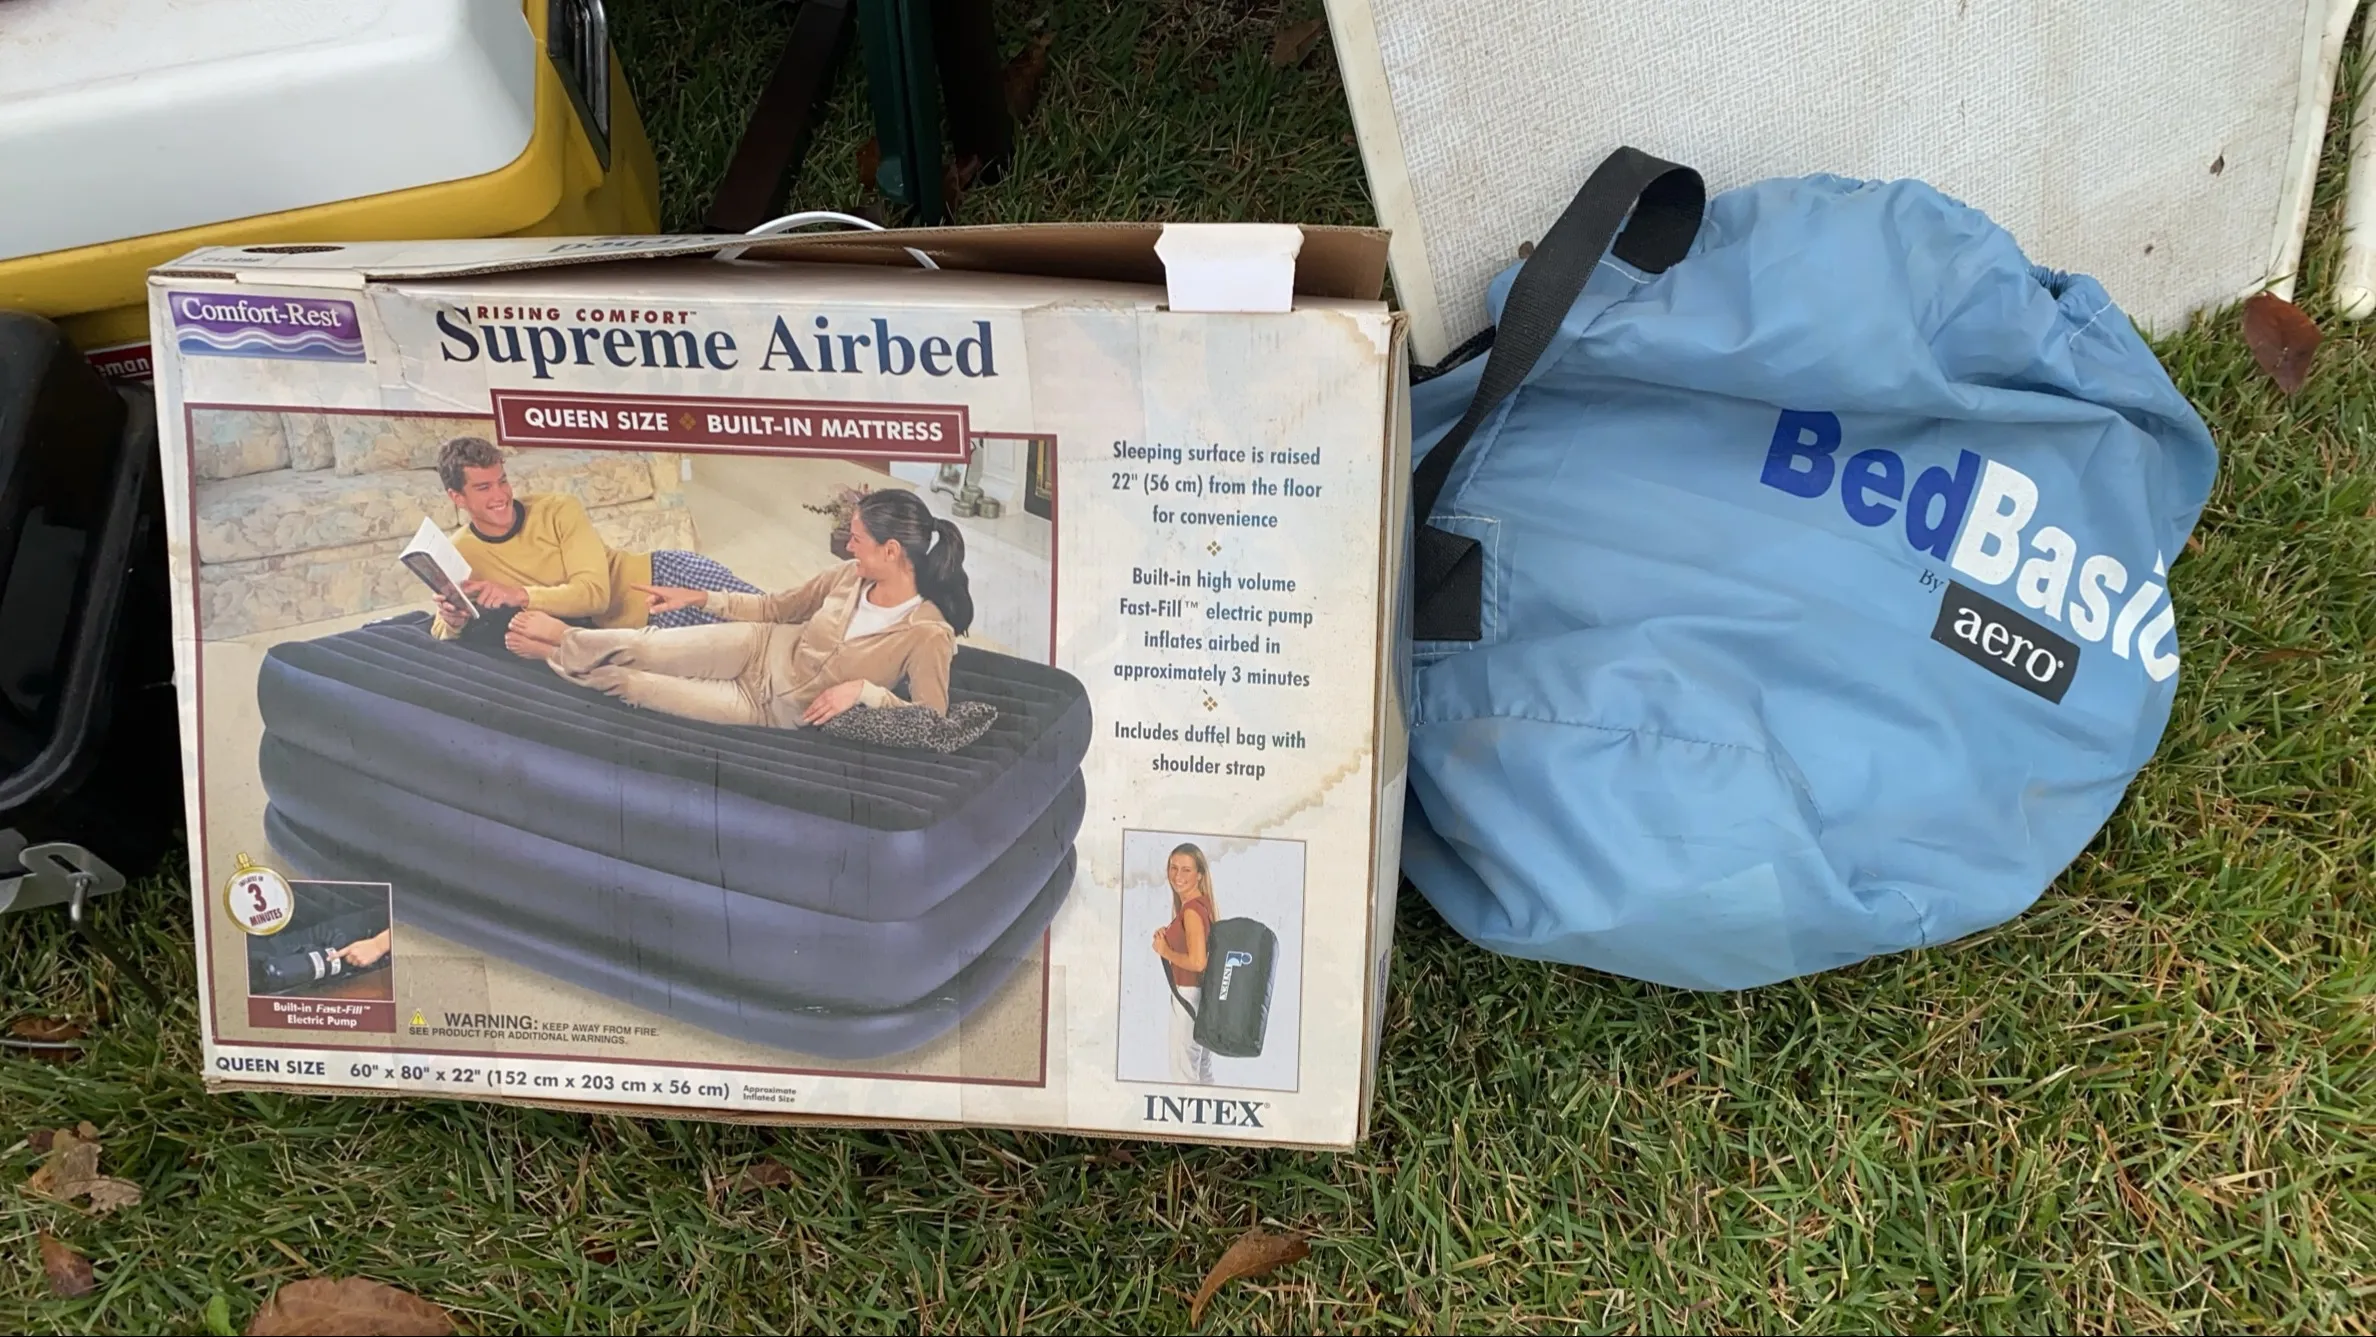 Comfort-Rest
RISING COMFORT™
Supreme Airbed
QUEEN SIZE BUILT-IN MATTRESS
Sleeping surface is raised
22" (56 cm) from the floor
for convenience
Built-in high volume
Fast-Fill™ electric pump
inflates airbed in
approximately 3 minutes
Includes duffel bag with
shoulder strap
3
MINUTES
Built-in Fast-Fill™
Electric Pump
WARNING: KEEP AWAY FROM FIRE.
SEE PRODUCT FOR ADDITIONAL WARNINGS.
QUEEN SIZE 60" x 80" x 22" (152 cm x 203 cm x 56 cm) Approximate
Inflated Size
INTEX
INTEX®
BedBasic
By aero®
eman